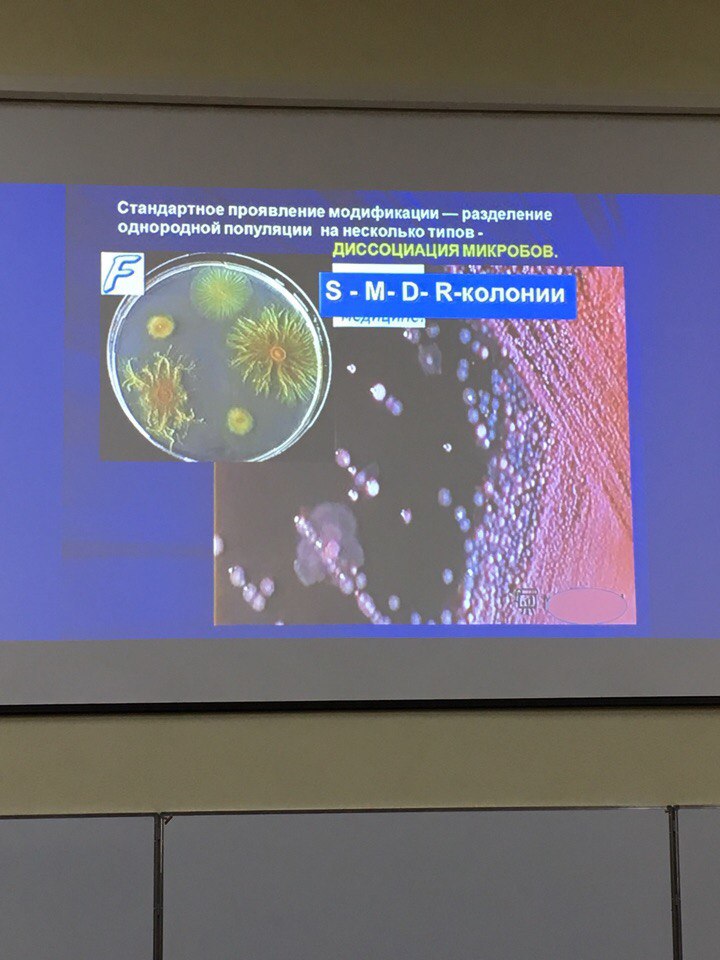 Стандартное проявление модификации — разделение
однородной популяции на несколько типов -
ДИССОЦИАЦИЯ МИКРОБОВ.
F
S - M- D- R-колонии
медицине.